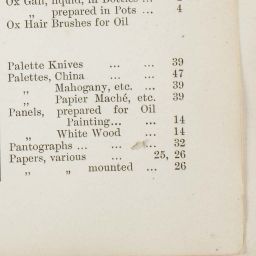 Ox Gall, liquid, in Bottles ...
„ prepared in Pots ... 4
Ox Hair Brushes for Oil
Palette Knives ... ... 39
Palettes, China ... ... 47
„ Mahogany, etc. ... 39
„ Papier Maché, etc. 39
Panels, prepared for Oil
Painting... ... 14
„ White Wood ... 14
Pantographs ... ... ... 32
Papers, various ... 25, 26
„ „ mounted ... 26